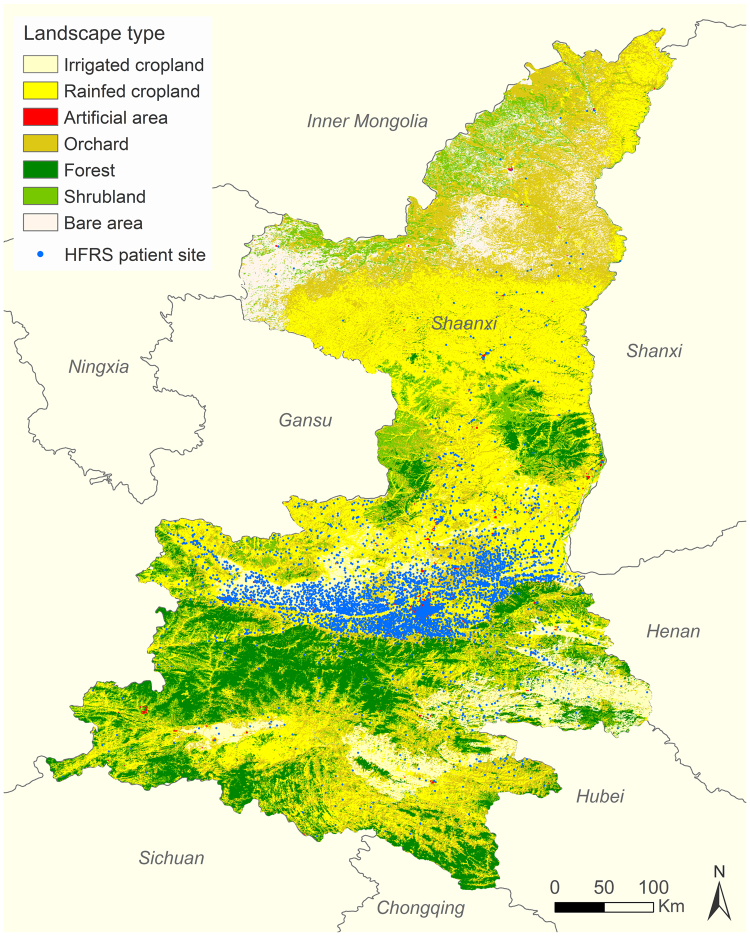 Landscape type
Irrigated cropland
Rainfed cropland
Artificial area
Orchard
Forest
Shrubland
Bare area
HFRS patient site
Inner Mongolia
Shaanxi
Shanxi
Ningxia
Gansu
Henan
Hubei
Sichuan
Chongqing
N
0 50 100
Km